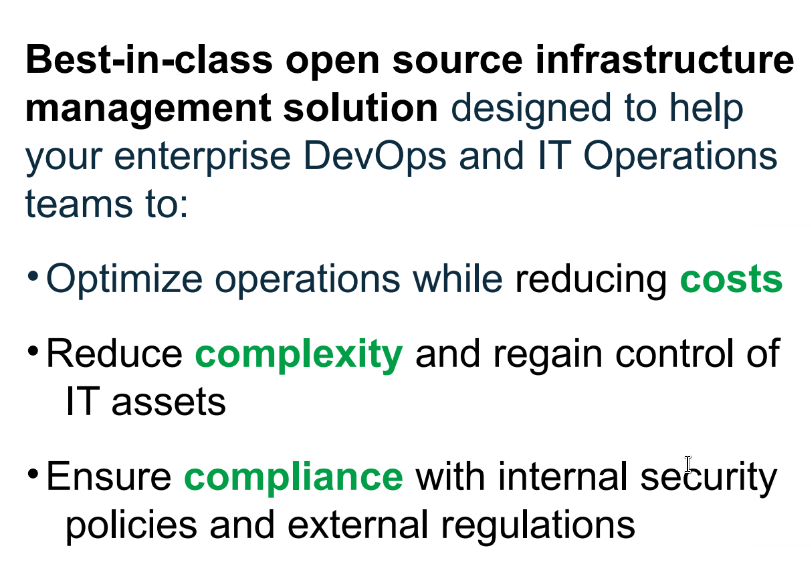 Best-in-class open source infrastructure
management solution designed to help
your enterprise DevOps and IT Operations
teams to:
•Optimize operations while reducing costs
•Reduce complexity and regain control of
IT assets
•Ensure compliance with internal security
policies and external regulations